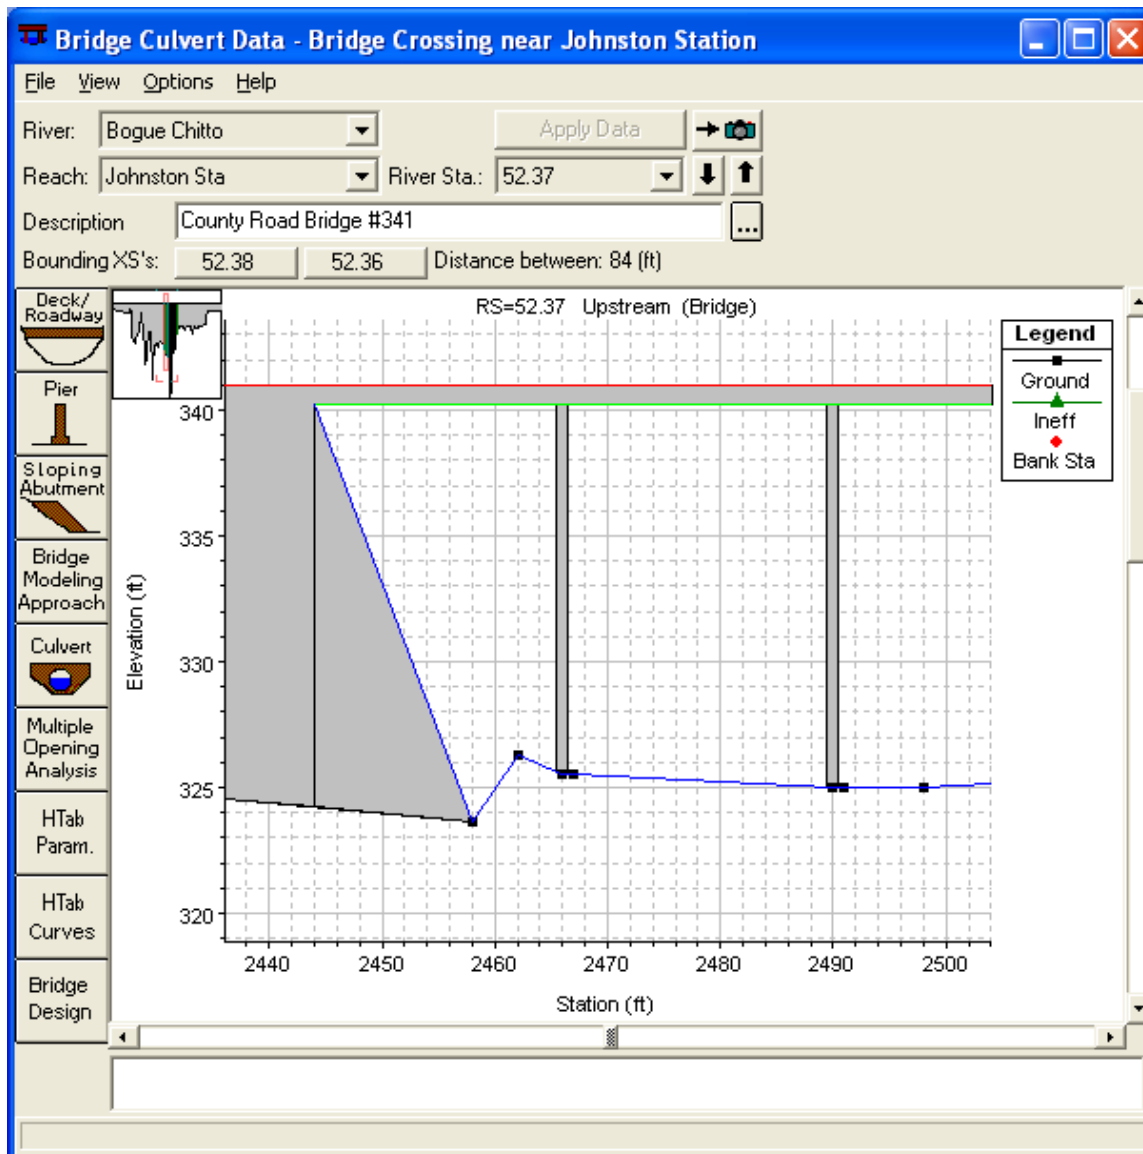 Bridge Culvert Data - Bridge Crossing near Johnston Station
File View Options Help
River: Bogue Chitto Apply Data
Reach: Johnston Sta River Sta.: 52.37
Description County Road Bridge #341 ...
Bounding XS's: 52.38 52.36 Distance between: 84 (ft)
Deck/
Roadway
Pier
Sloping
Abutment
Bridge
Modeling
Approach
Culvert
Multiple
Opening
Analysis
HTab
Param.
HTab
Curves
Bridge
Design
RS=52.37 Upstream (Bridge)
Elevation (ft)
340
335
330
325
320
2440 2450 2460 2470 2480 2490 2500
Station (ft)
Legend
Ground
Ineff
Bank Sta